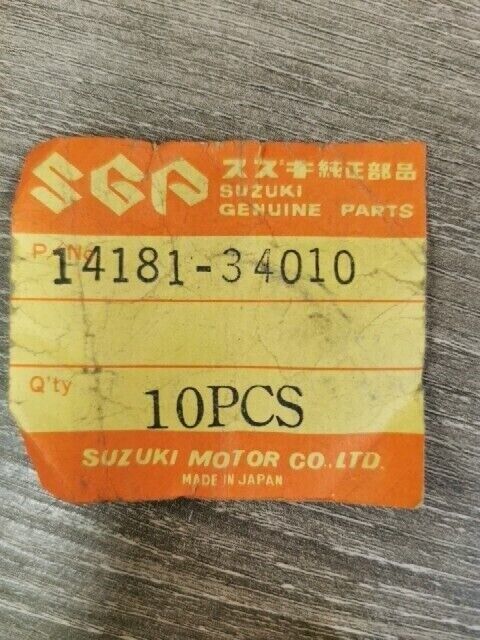 SGP
スズキ純正部品
SUZUKI
GENUINE PARTS
P./No.
14181-34010
Q'ty
10PCS
SUZUKI MOTOR CO.,LTD.
MADE IN JAPAN